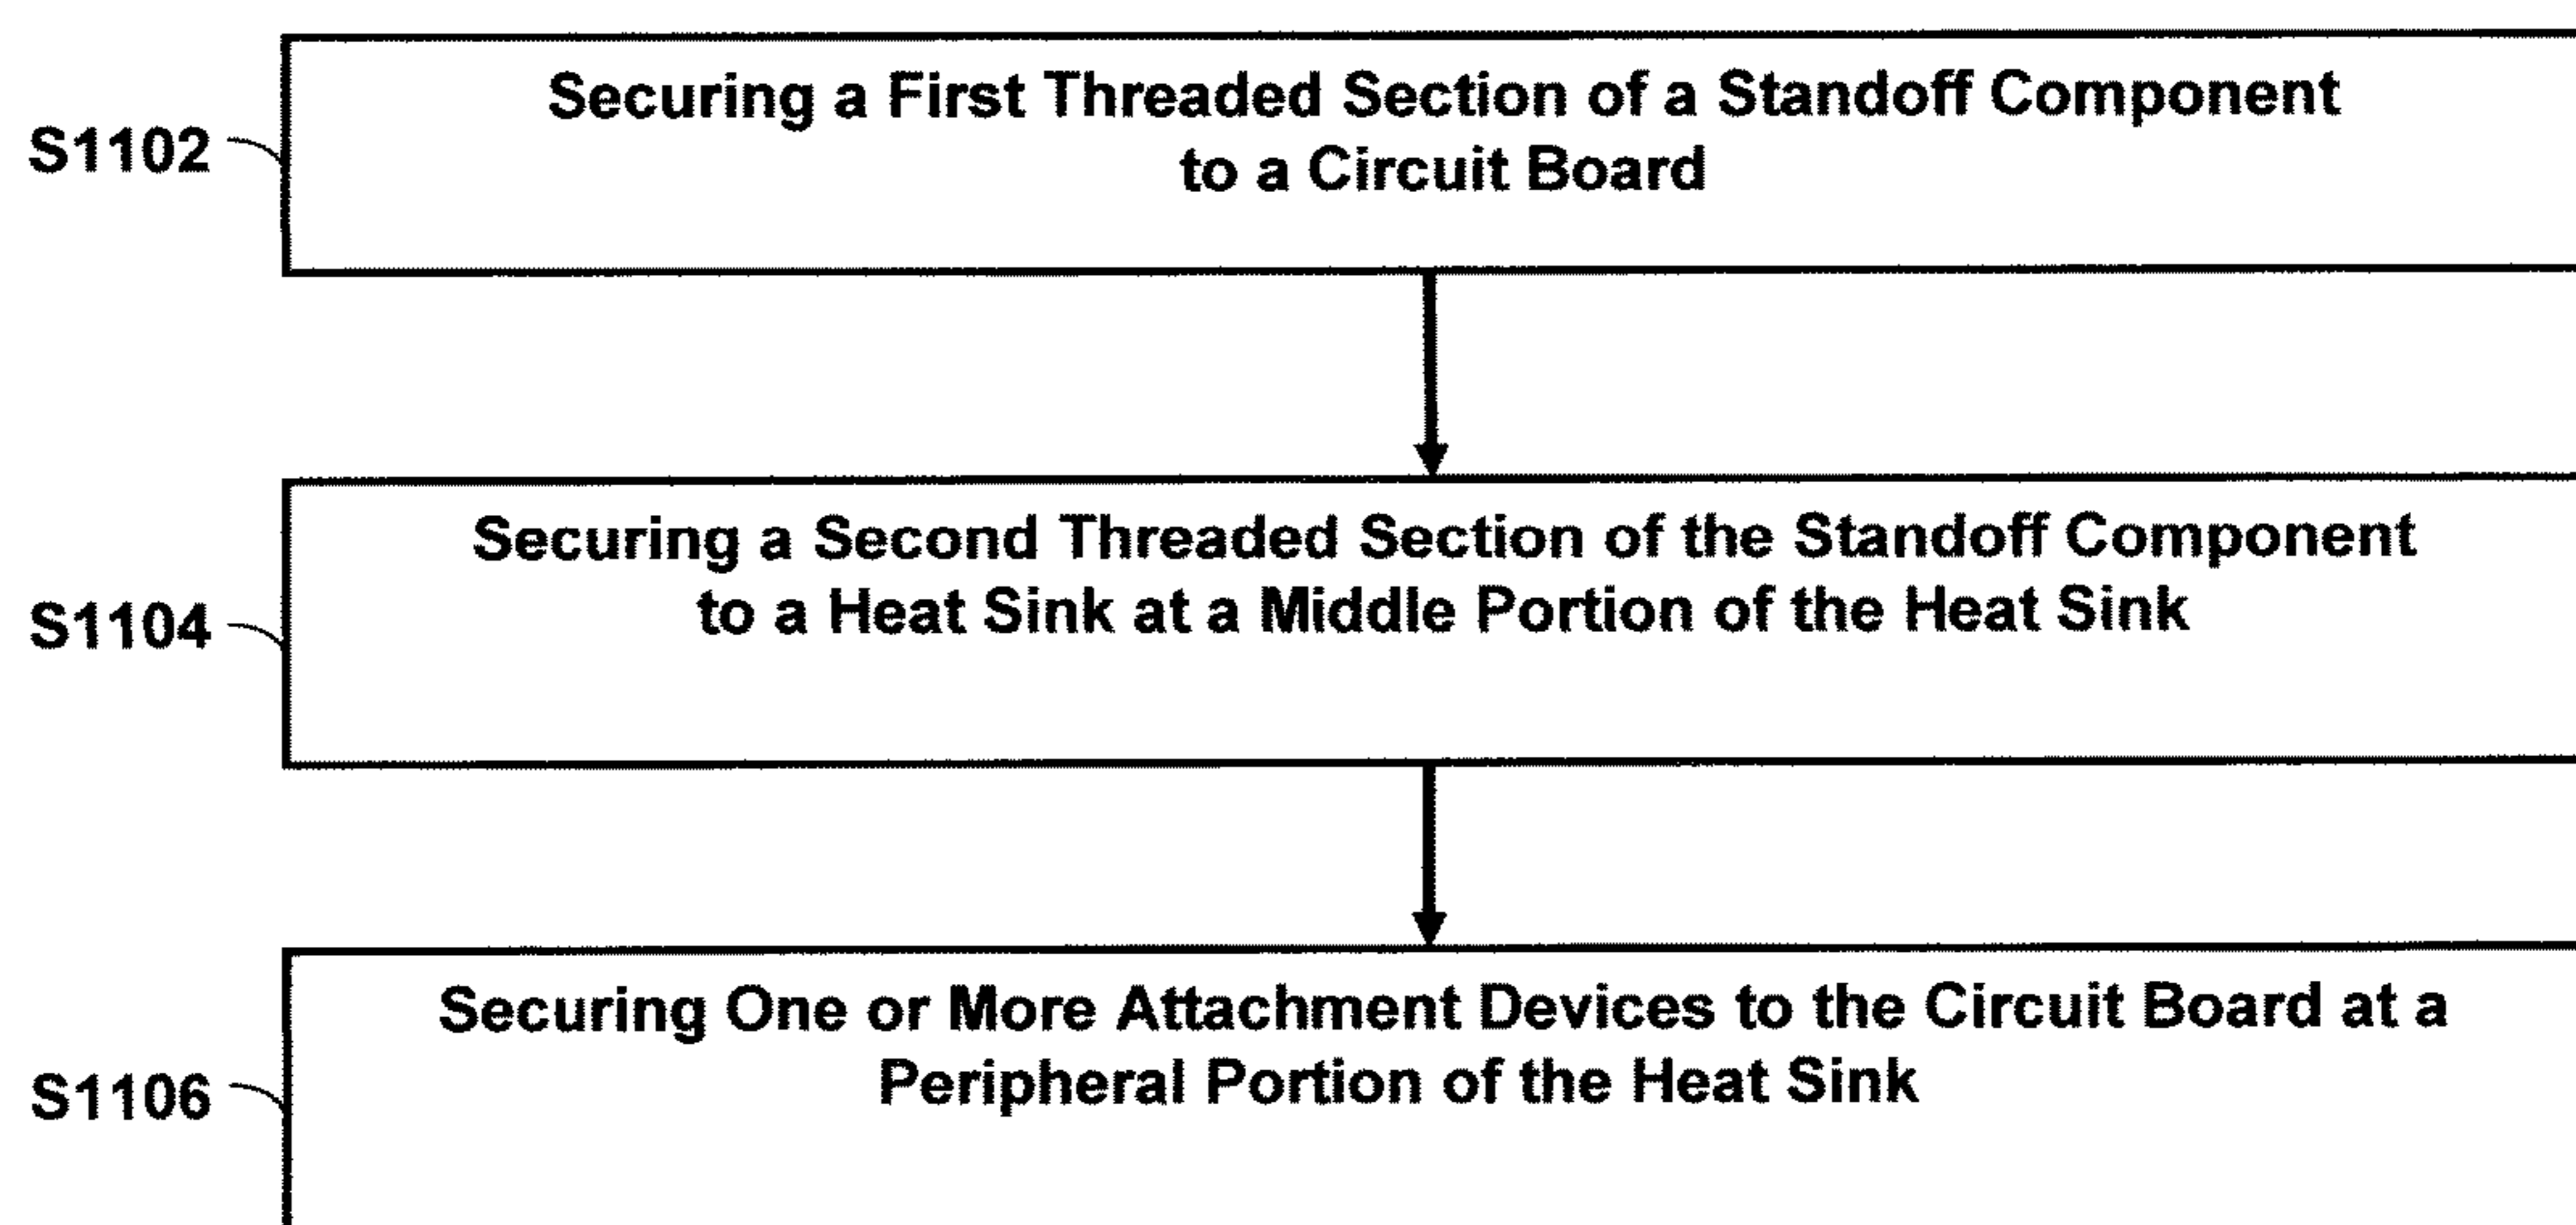 Securing a First Threaded Section of a Standoff Component
S1102
to a Circuit Board
Securing a Second Threaded Section of the Standoff Component
to a Heat Sink at a Middle Portion of the Heat Sink
S1104
Securing One or More Attachment Devices to the Circuit Board at a
Peripheral Portion of the Heat Sink
S1106